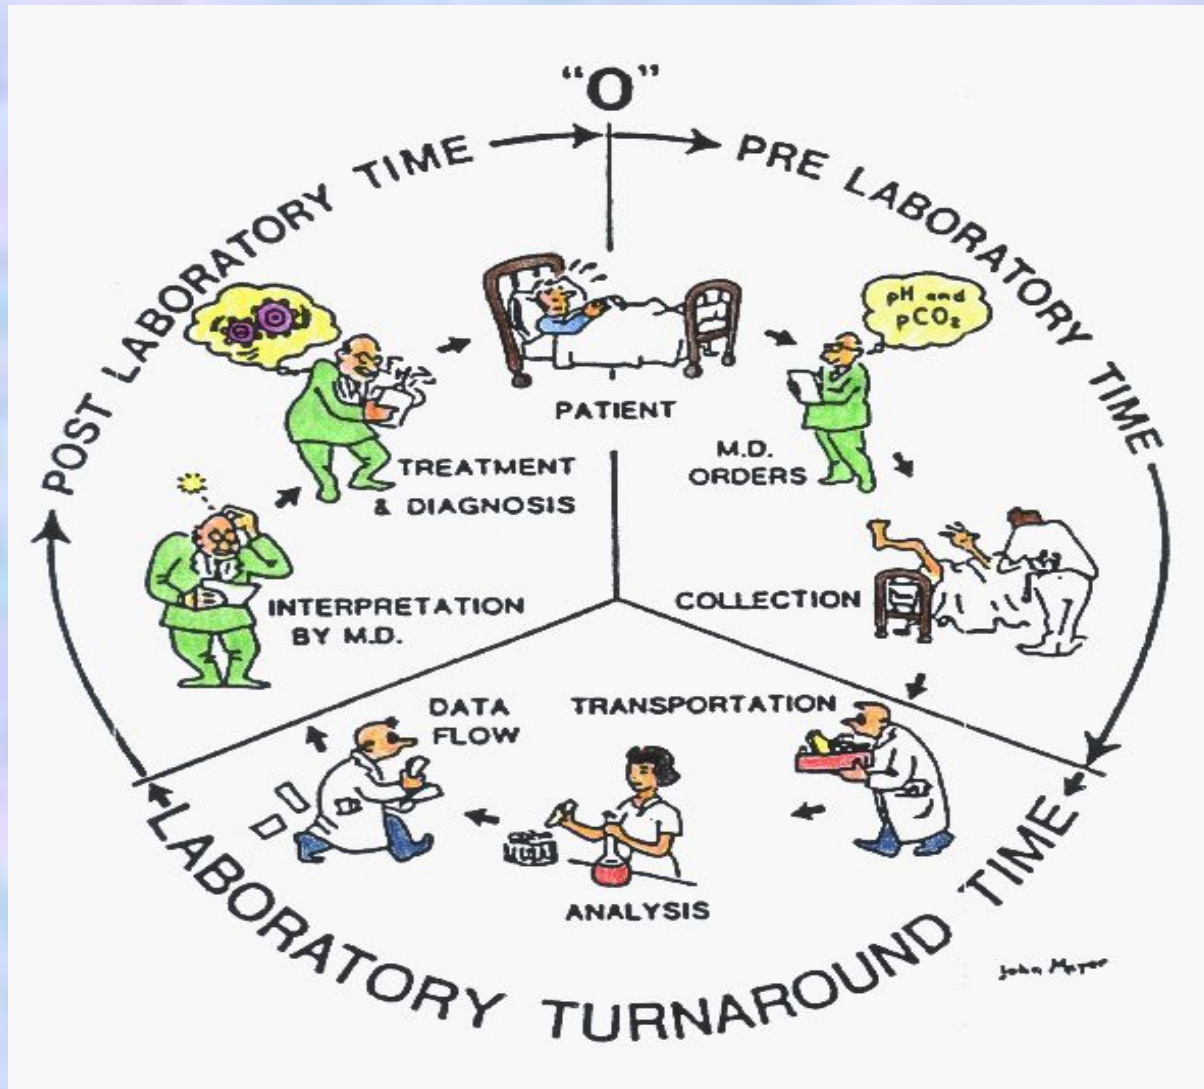 “O”
PRE LABORATORY TIME
pH and
pCO₂
PATIENT
M.D.
ORDERS
COLLECTION
TRANSPORTATION
ANALYSIS
DATA
FLOW
LABORATORY TURNAROUND TIME
INTERPRETATION
BY M.D.
TREATMENT
& DIAGNOSIS
POST LABORATORY TIME
John Mayer